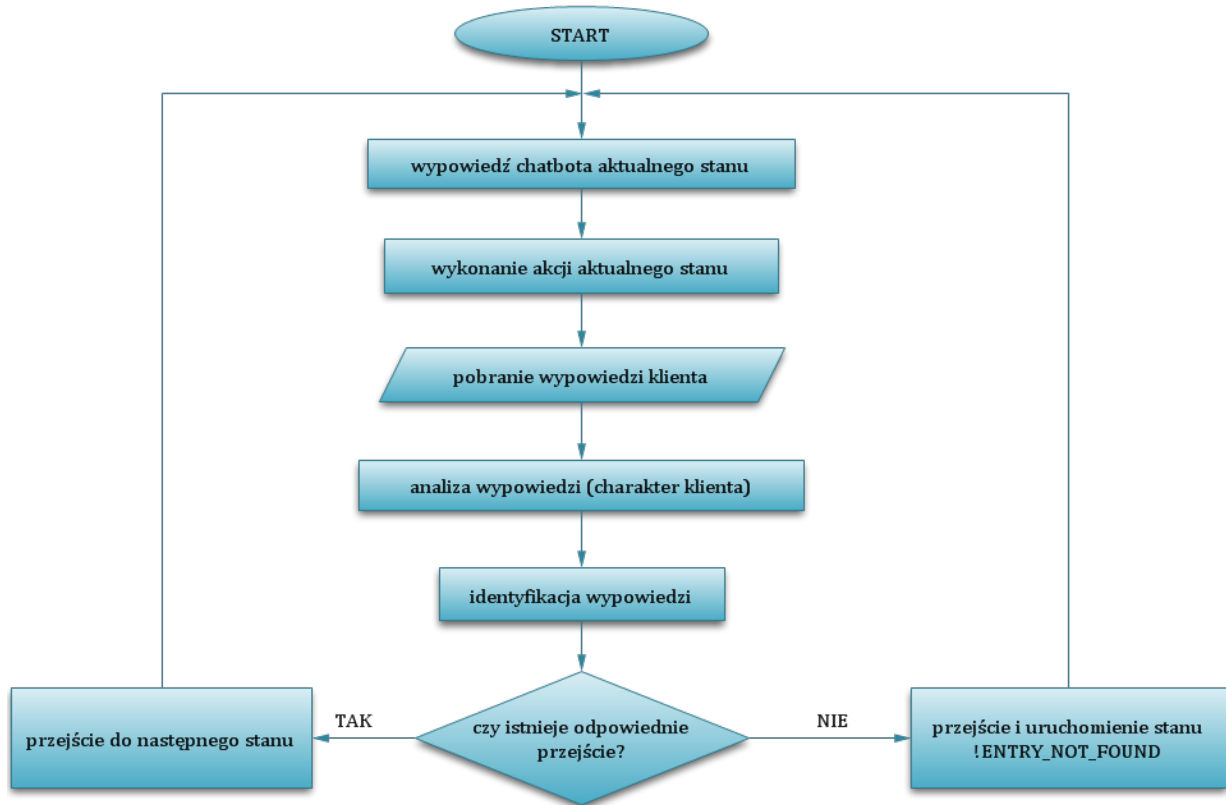 START
wypowiedź chatbota aktualnego stanu
wykonanie akcji aktualnego stanu
pobranie wypowiedzi klienta
analiza wypowiedzi (charakter klienta)
identyfikacja wypowiedzi
przejście do następnego stanu
TAK
czy istnieje odpowiednie
przejście?
NIE
przejście i uruchomienie stanu
!ENTRY_NOT_FOUND